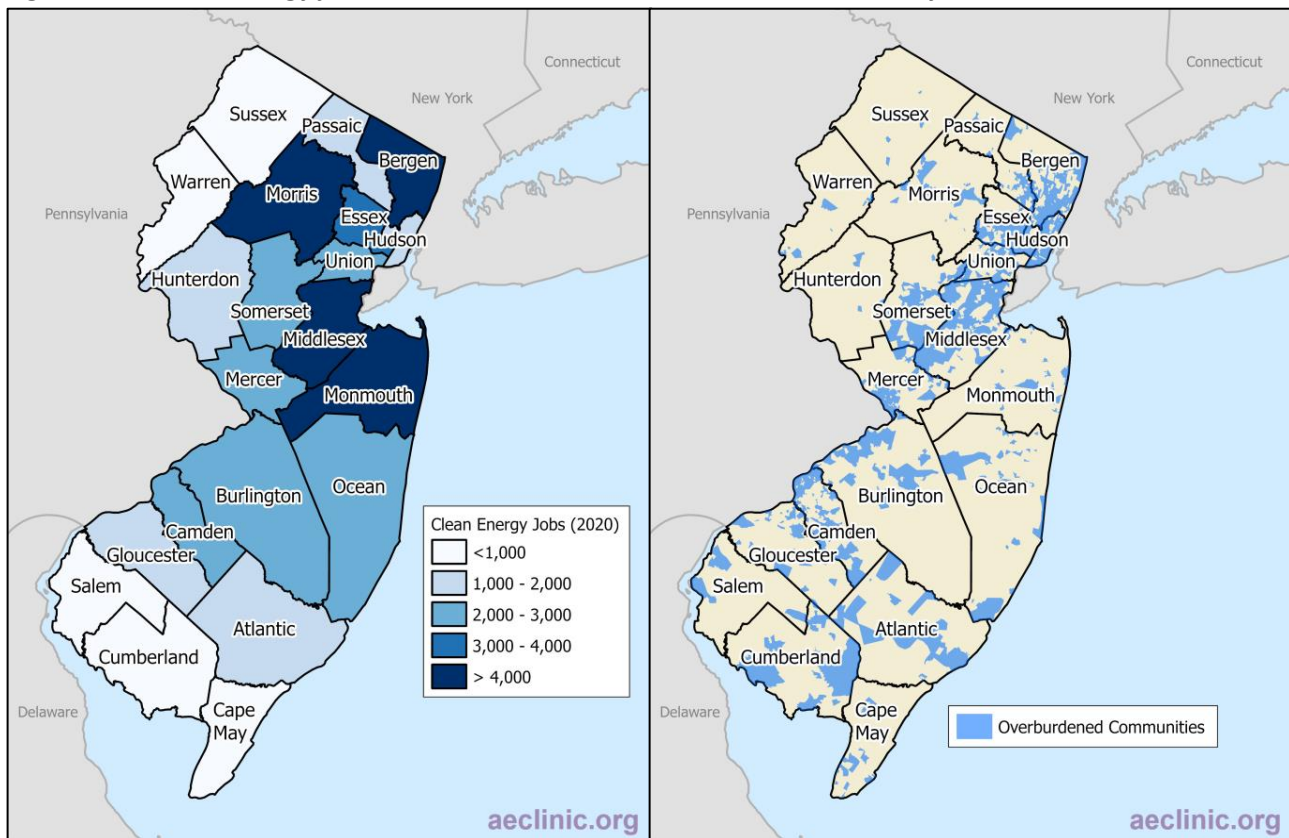 Connecticut
New York
Sussex
Passaic
Bergen
Warren
Morris
Pennsylvania
Essex
Hudson
Union
Hunterdon
Somerset
Middlesex
Mercer
Monmouth
Ocean
Burlington
Camden
Gloucester
Salem
Atlantic
Cumberland
Cape
May
Delaware
Clean Energy Jobs (2020)
<1,000
1,000 - 2,000
2,000 - 3,000
3,000 - 4,000
> 4,000
aeclinic.org
Connecticut
New York
Sussex
Passaic
Bergen
Warren
Morris
Pennsylvania
Essex
Hudson
Union
Hunterdon
Somerset
Middlesex
Mercer
Monmouth
Ocean
Burlington
Camden
Gloucester
Salem
Atlantic
Cumberland
Cape
May
Delaware
Overburdened Communities
aeclinic.org